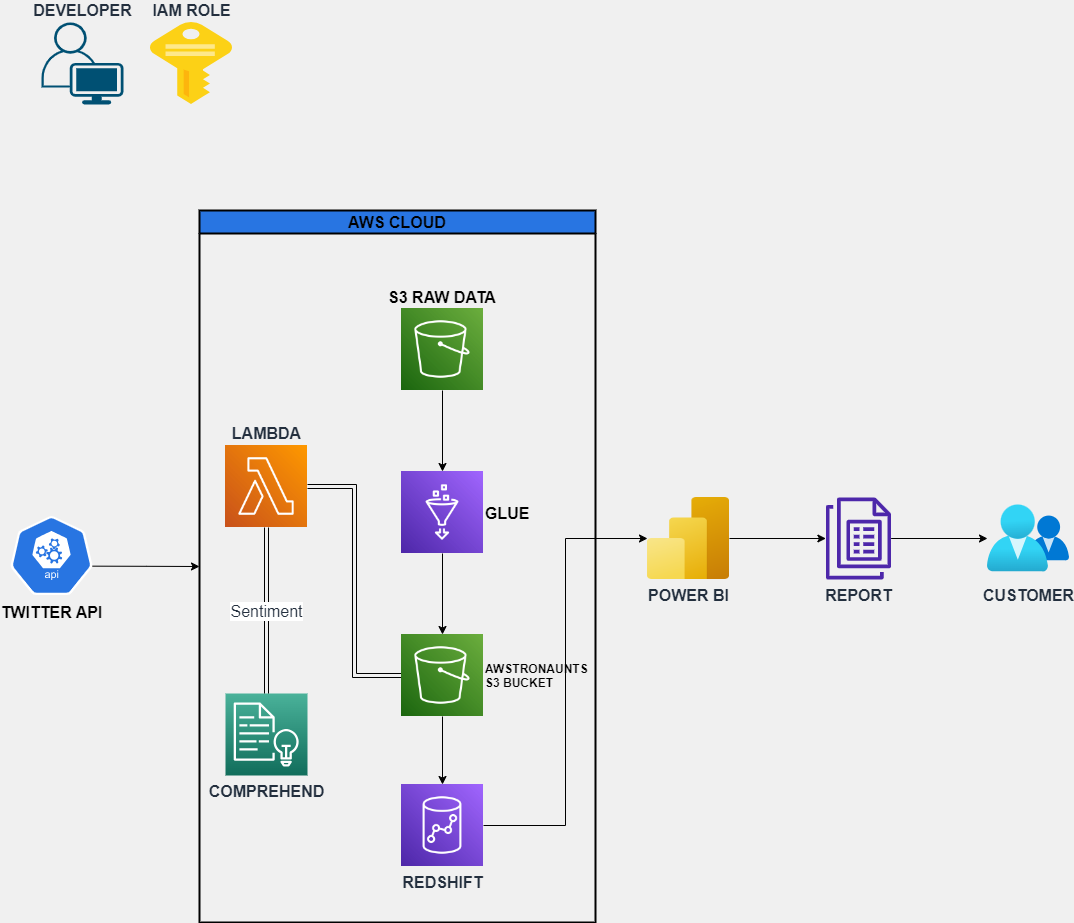 DEVELOPER
IAM ROLE
AWS CLOUD
S3 RAW DATA
LAMBDA
GLUE
api
TWITTER API
Sentiment
POWER BI
REPORT
CUSTOMER
AWSTRONAUNTS
S3 BUCKET
COMPREHEND
REDSHIFT